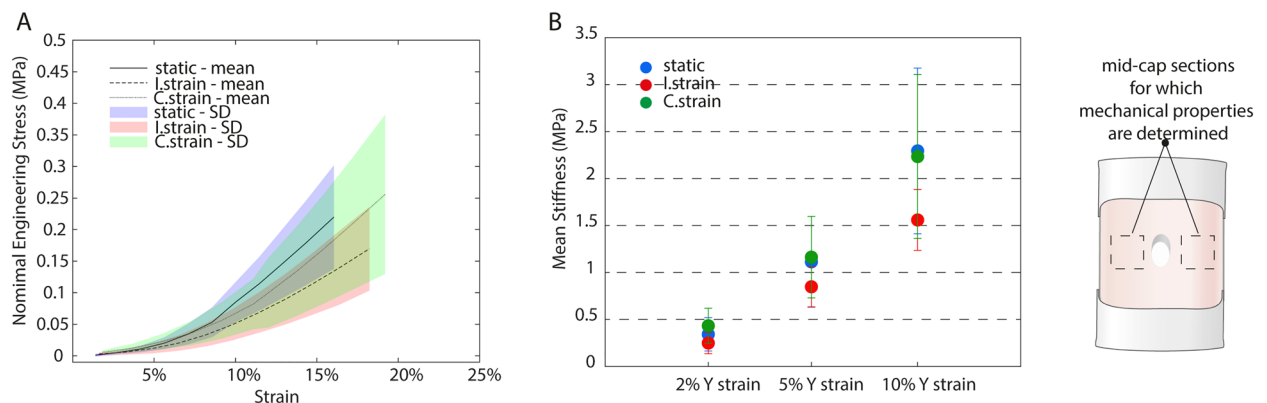 A
Nomimal Engineering Stress (MPa)
0.5
0.45
0.4
0.35
0.3
0.25
0.2
0.15
0.1
0.05
0
static - mean
I.strain - mean
C.strain - mean
static - SD
I.strain - SD
C.strain - SD
5%
10%
15%
20%
25%
Strain
B
Mean Stiffness (MPa)
3.5
3
2.5
2
1.5
1
0.5
0
static
I.strain
C.strain
2% Y strain
5% Y strain
10% Y strain
mid-cap sections
for which
mechanical properties
are determined